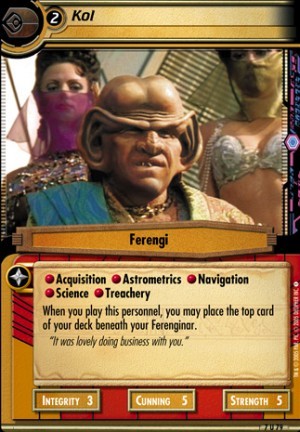 2 Kol
Ferengi
Acquisition Astrometrics Navigation
Science Treachery
When you play this personnel, you may place the top card
of your deck beneath your Ferenginar.
"It was lovely doing business with you."
INTEGRITY 3 CUNNING 5 STRENGTH 5